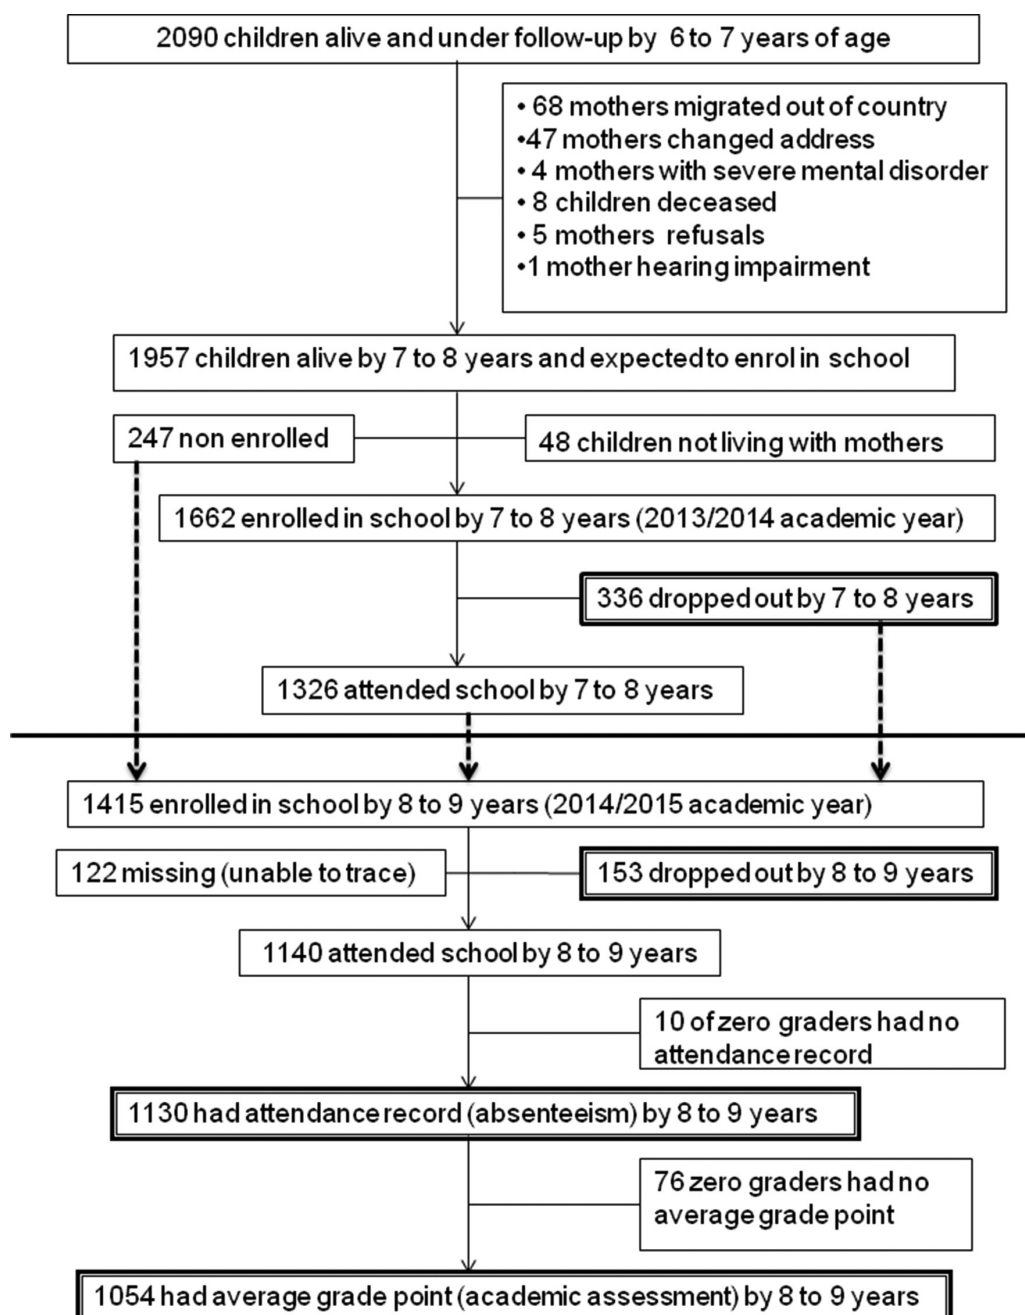 2090 children alive and under follow-up by 6 to 7 years of age
• 68 mothers migrated out of country
•47 mothers changed address
• 4 mothers with severe mental disorder
• 8 children deceased
• 5 mothers refusals
•1 mother hearing impairment
1957 children alive by 7 to 8 years and expected to enrol in school
247 non enrolled
48 children not living with mothers
1662 enrolled in school by 7 to 8 years (2013/2014 academic year)
336 dropped out by 7 to 8 years
1326 attended school by 7 to 8 years
1415 enrolled in school by 8 to 9 years (2014/2015 academic year)
122 missing (unable to trace)
153 dropped out by 8 to 9 years
1140 attended school by 8 to 9 years
10 of zero graders had no
attendance record
1130 had attendance record (absenteeism) by 8 to 9 years
76 zero graders had no
average grade point
1054 had average grade point (academic assessment) by 8 to 9 years